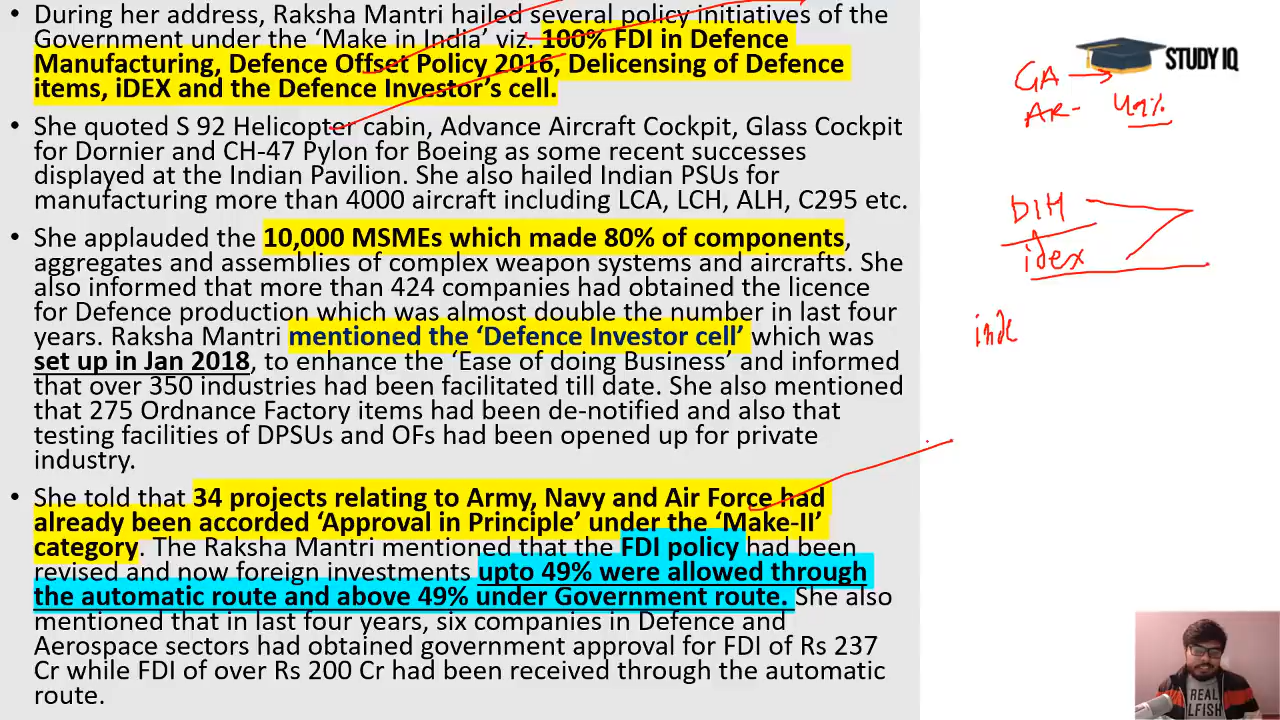 • During her address, Raksha Mantri hailed several policy initiatives of the
Government under the ‘Make in India’ viz. 100% FDI in Defence
Manufacturing, Defence Offset Policy 2016, Delicensing of Defence
items, iDEX and the Defence Investor’s cell.
• She quoted S 92 Helicopter cabin, Advance Aircraft Cockpit, Glass Cockpit
for Dornier and CH-47 Pylon for Boeing as some recent successes
displayed at the Indian Pavilion. She also hailed Indian PSUs for
manufacturing more than 4000 aircraft including LCA, LCH, ALH, C295 etc.
• She applauded the 10,000 MSMEs which made 80% of components,
aggregates and assemblies of complex weapon systems and aircrafts. She
also informed that more than 424 companies had obtained the licence
for Defence production which was almost double the number in last four
years. Raksha Mantri mentioned the ‘Defence Investor cell’ which was
set up in Jan 2018, to enhance the ‘Ease of doing Business’ and informed
that over 350 industries had been facilitated till date. She also mentioned
that 275 Ordnance Factory items had been de-notified and also that
testing facilities of DPSUs and OFs had been opened up for private
industry.
• She told that 34 projects relating to Army, Navy and Air Force had
already been accorded ‘Approval in Principle’ under the ‘Make-II’
category. The Raksha Mantri mentioned that the FDI policy had been
revised and now foreign investments upto 49% were allowed through
the automatic route and above 49% under Government route. She also
mentioned that in last four years, six companies in Defence and
Aerospace sectors had obtained government approval for FDI of Rs 237
Cr while FDI of over Rs 200 Cr had been received through the automatic
route.
STUDY IQ
GA
AR- 49%
DIH
idex
inde
REAL